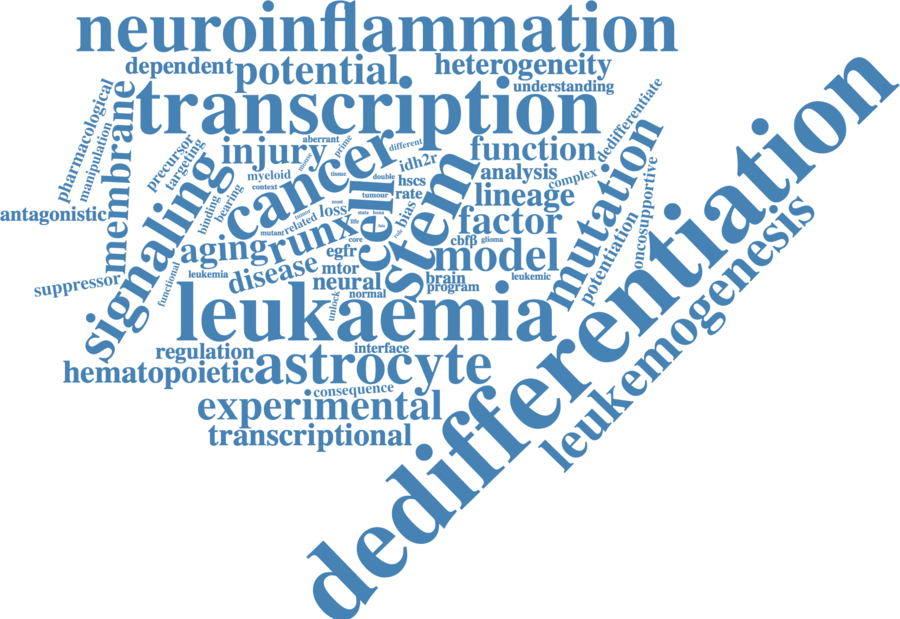 neuroinflammation
dependent
potential
heterogeneity
understanding
transcription
pharmacological
manipulation
membrane
antagonistic
suppressor
precursor
targeting
signaling
binding
bearing
functional
injury
aberrant
prime
different
cancer
myeloid
context
tissue
double
idh2r
hscs
rate
tumour
cell
stem
function
analysis
complex
dedifferentiate
lineage
factor
mutation
potentiation
oncosupportive
bias
role
cbfβ
glioma
model
mutant
related
loss
runx
aging
core
life
state
egfr
mtor
disease
leukemia
neural
normal
brain
program
leukemic
unlock
leukaemia
regulation
interface
hematopoietic
astrocyte
consequence
experimental
transcriptional
dedifferentiation
leukemogenesis